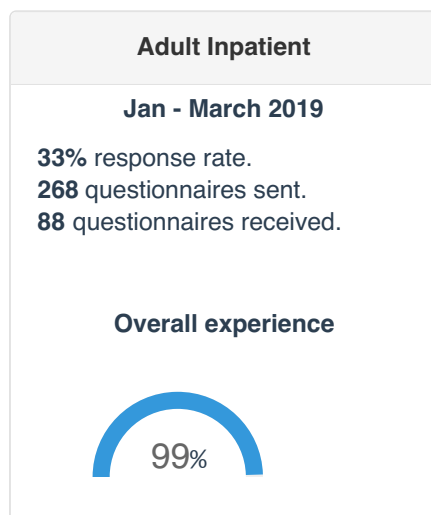 Adult Inpatient
Jan - March 2019
33% response rate.
268 questionnaires sent.
88 questionnaires received.
Overall experience
99%